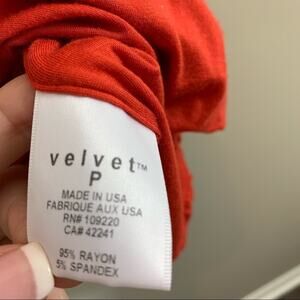 velvet™
P
MADE IN USA
FABRIQUE AUX USA
RN# 109220
CA# 42241
95% RAYON
5% SPANDEX